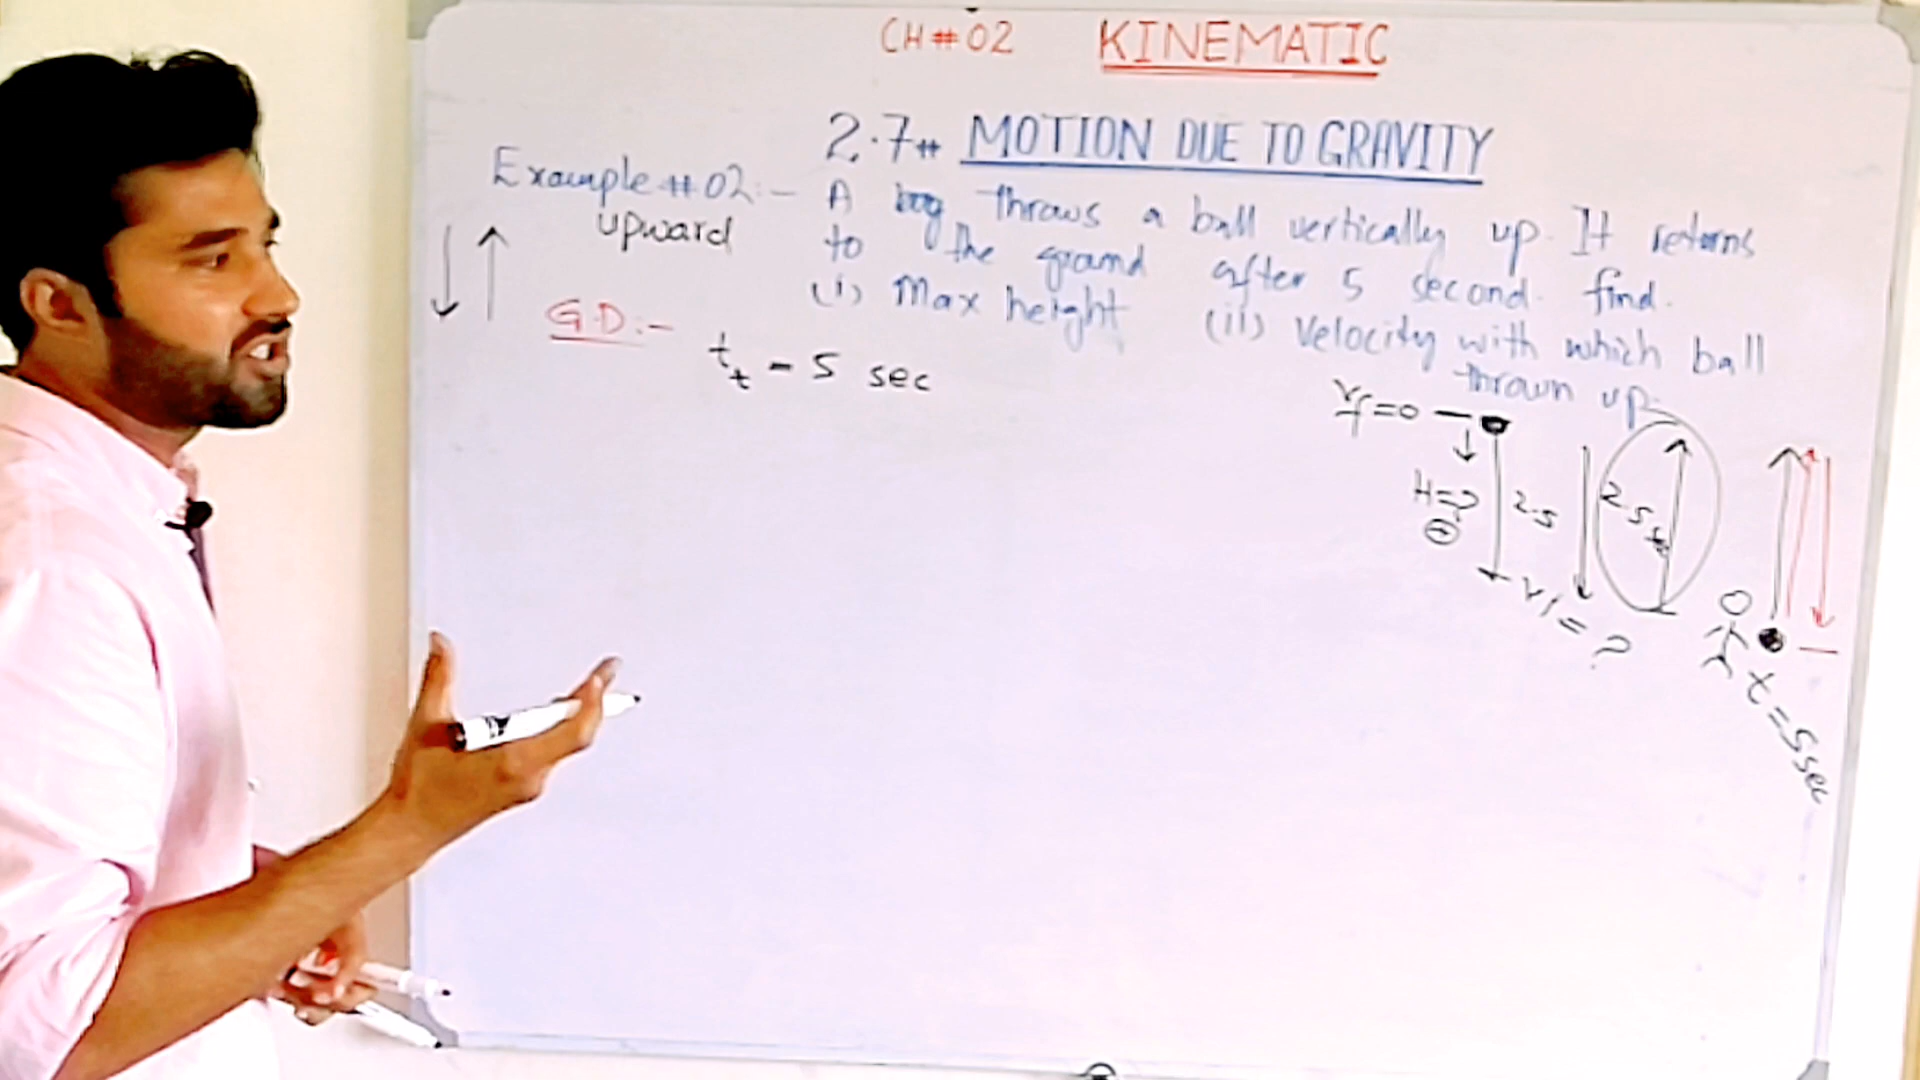 CH # 02 KINEMATIC
2.7# MOTION DUE TO GRAVITY
Example # 02:- A boy throws a ball vertically up. It returns
to the ground after 5 second. find.
(i) Max height (ii) velocity with which ball
thrown up.
upward
G.D:-
tt = 5 sec
vf=0
H=?
+
2.5
2.5
vi = ?
t = 5 sec